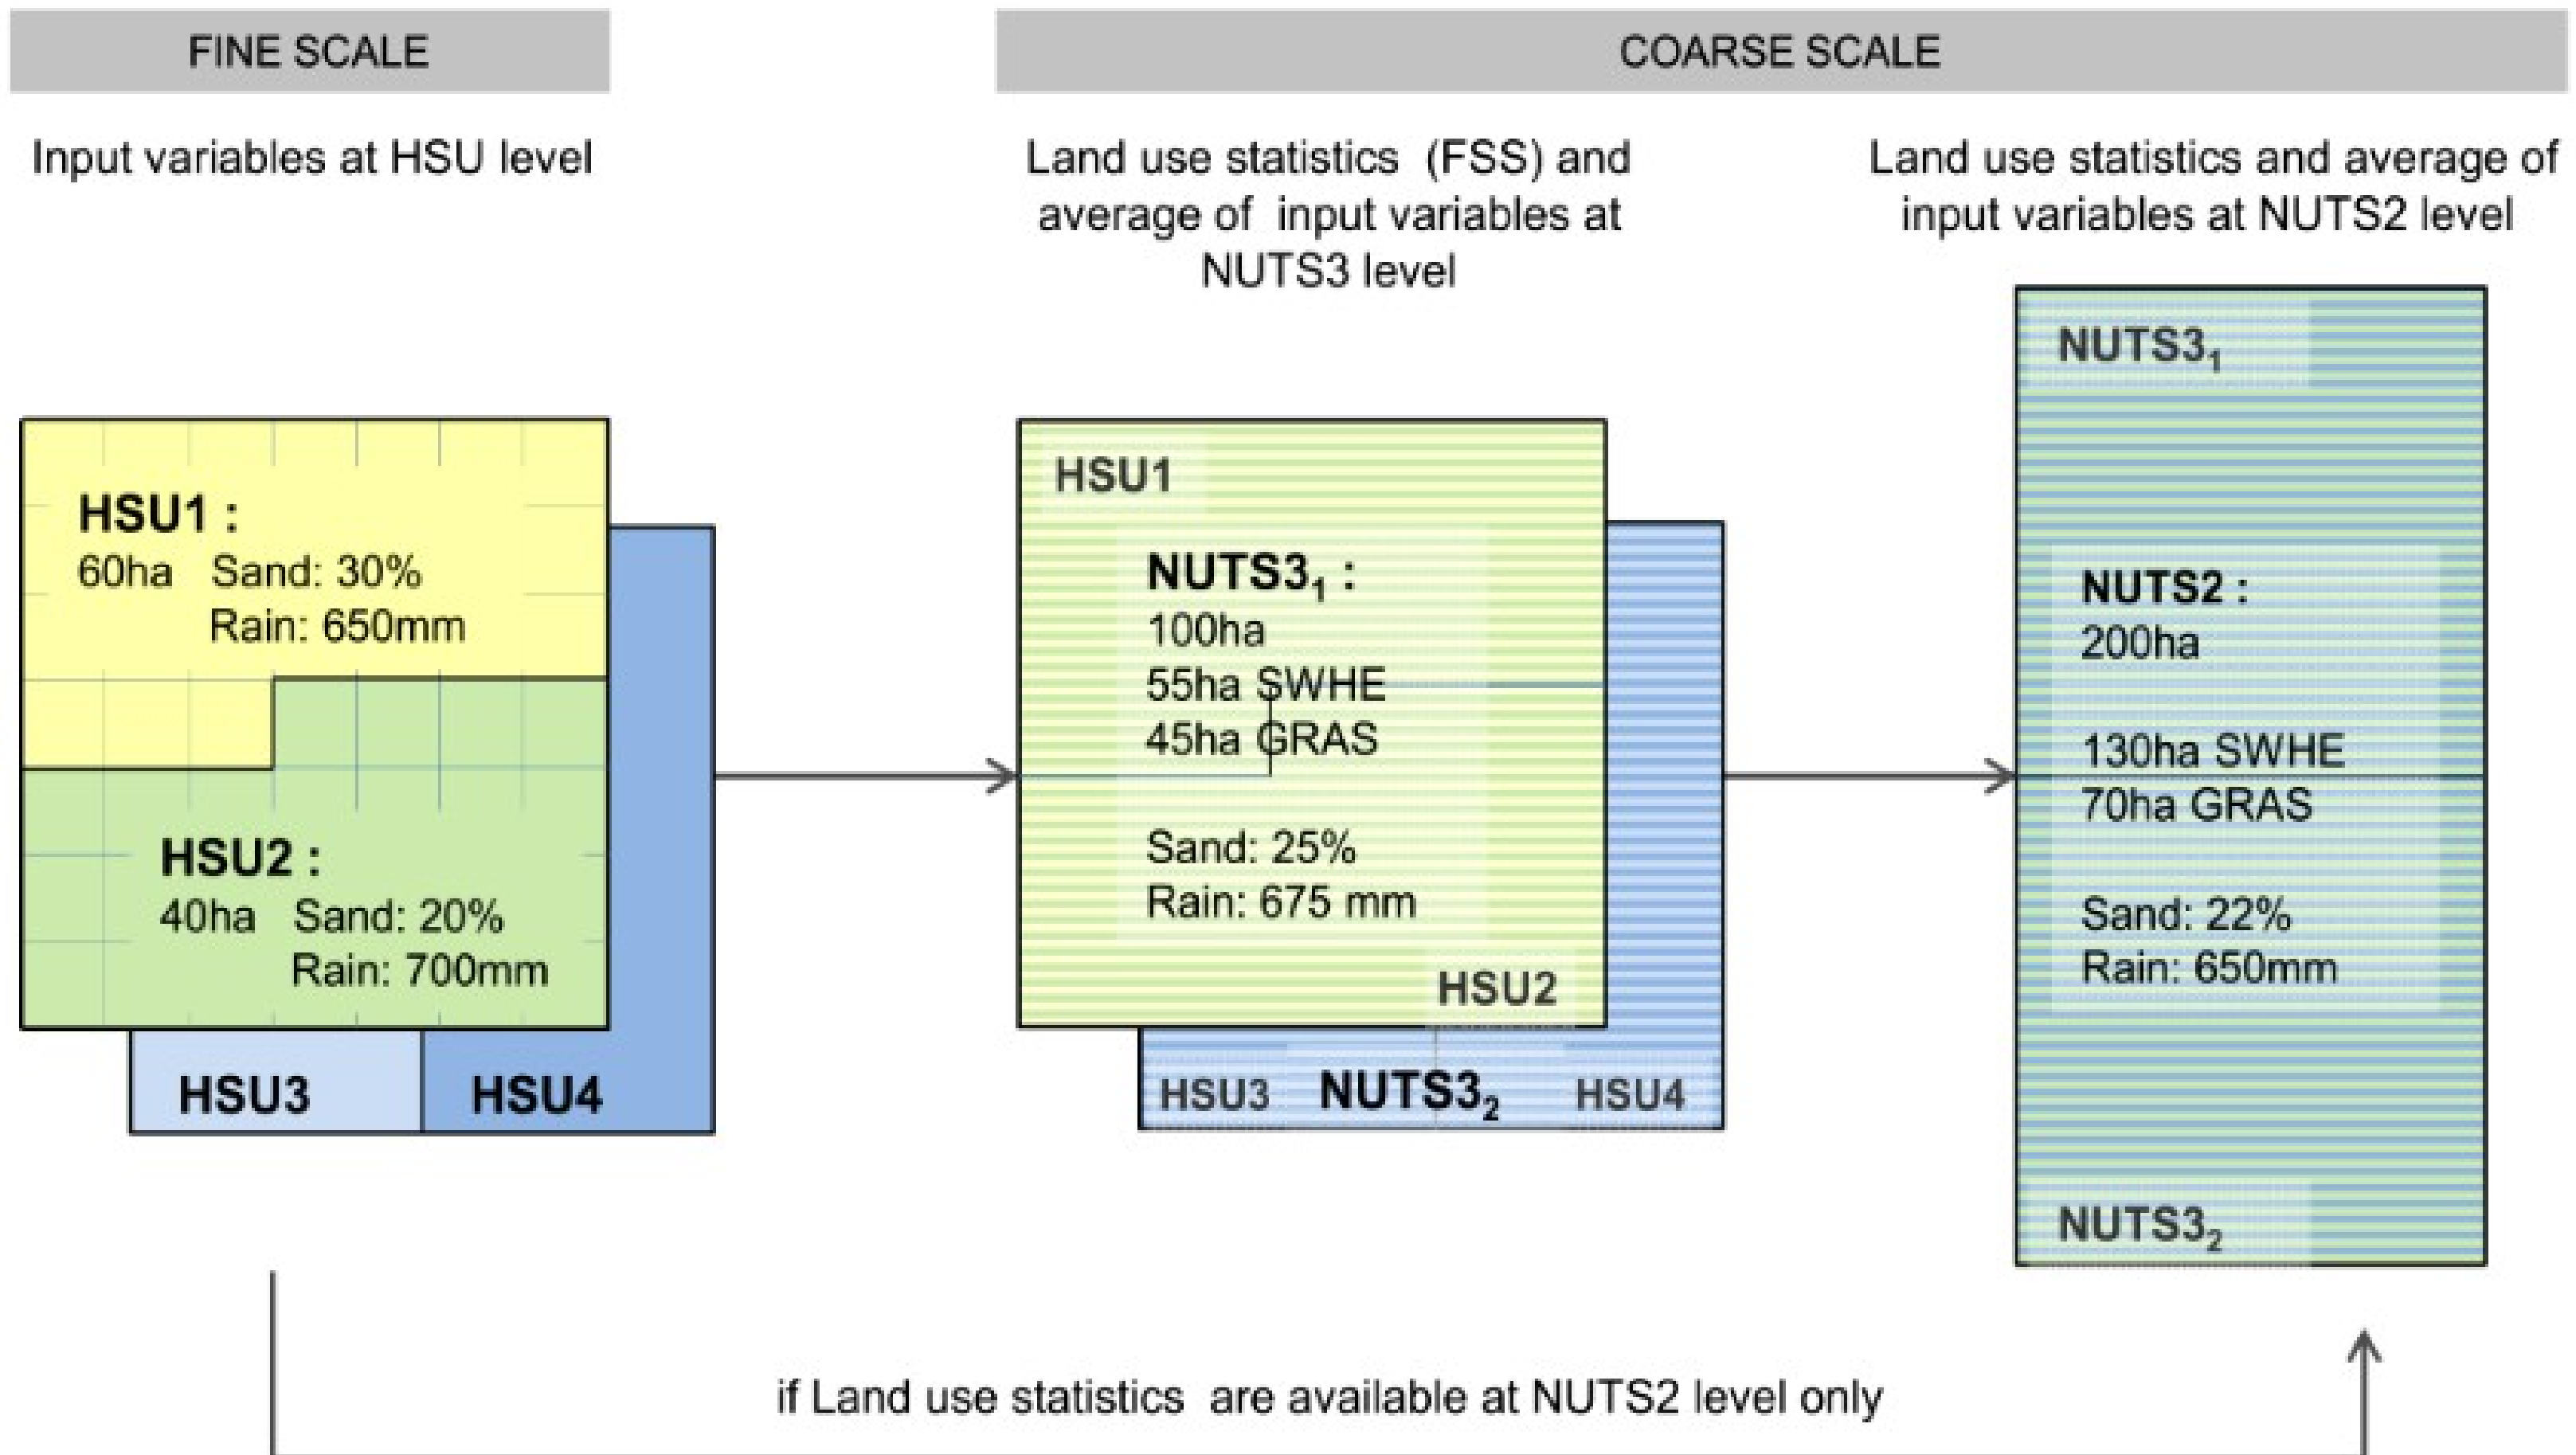 FINE SCALE
COARSE SCALE
Input variables at HSU level
Land use statistics (FSS) and
average of input variables at
NUTS3 level
Land use statistics and average of
input variables at NUTS2 level
HSU1 :
60ha Sand: 30%
Rain: 650mm
HSU2 :
40ha Sand: 20%
Rain: 700mm
HSU3
HSU4
HSU1
NUTS3₁ :
100ha
55ha SWHE
45ha GRAS
Sand: 25%
Rain: 675 mm
HSU2
HSU3
NUTS3₂
HSU4
NUTS3₁
NUTS2 :
200ha
130ha SWHE
70ha GRAS
Sand: 22%
Rain: 650mm
NUTS3₂
if Land use statistics are available at NUTS2 level only